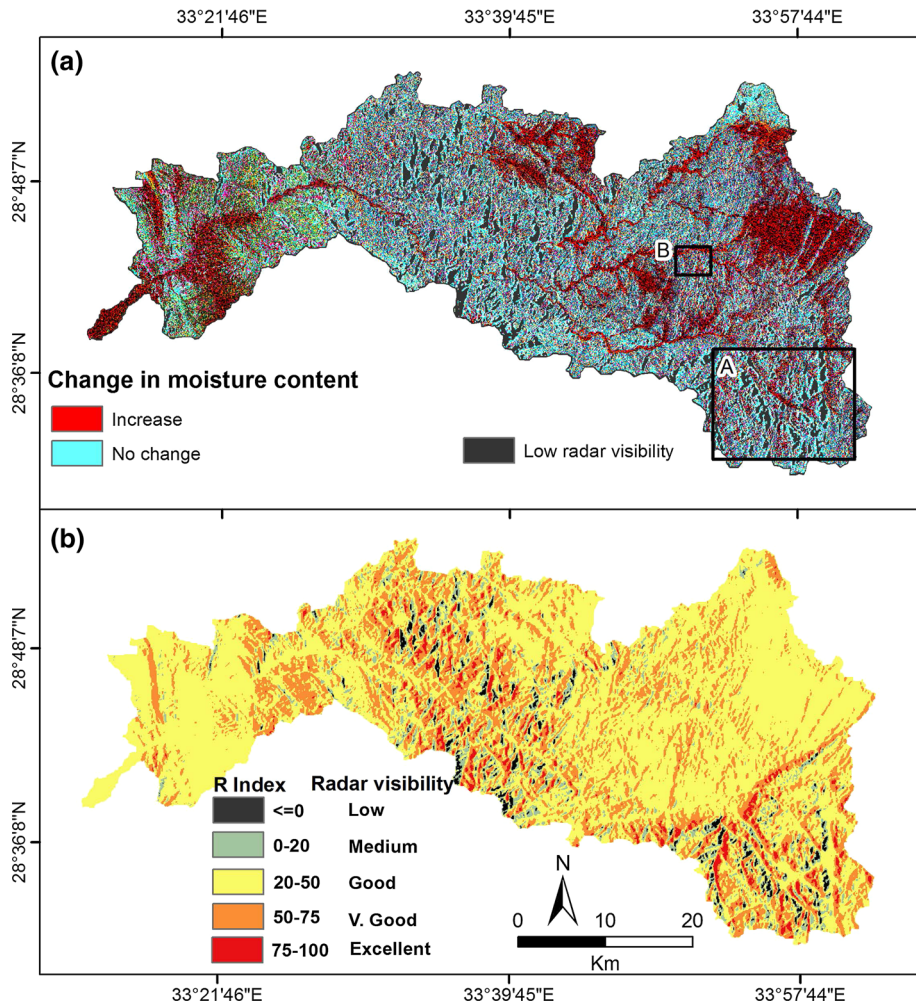 33°21'46"E
33°39'45"E
33°57'44"E
(a)
28°48'7"N
B
28°36'8"N
A
Change in moisture content
Increase
No change
Low radar visibility
(b)
28°48'7"N
28°36'8"N
R Index Radar visibility
<=0 Low
0-20 Medium
20-50 Good
50-75 V. Good
75-100 Excellent
N
0 10 20
Km
33°21'46"E
33°39'45"E
33°57'44"E